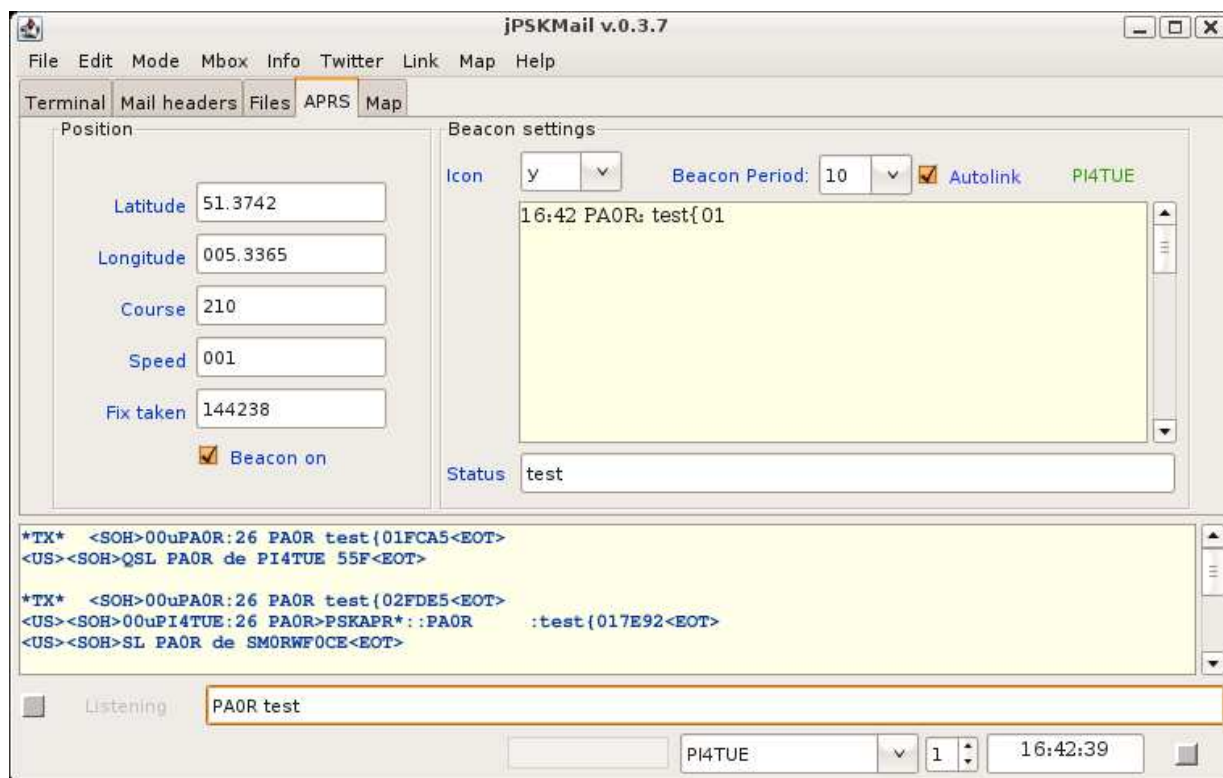 jPSKMail v.0.3.7
File Edit Mode Mbox Info Twitter Link Map Help
Terminal Mail headers Files APRS Map
Position
Latitude 51.3742
Longitude 005.3365
Course 210
Speed 001
Fix taken 144238
Beacon on
Beacon settings
Icon y Beacon Period: 10 Autolink PI4TUE
16:42 PA0R: test{01
Status test
*TX* <SOH>00uPA0R:26 PA0R test{01FCA5<EOT>
<US><SOH>QSL PA0R de PI4TUE 55F<EOT>
*TX* <SOH>00uPA0R:26 PA0R test{02FDE5<EOT>
<US><SOH>00uPI4TUE:26 PA0R>PSKAPR*::PA0R :test{017E92<EOT>
<US><SOH>SL PA0R de SM0RWF0CE<EOT>
Listening PA0R test
PI4TUE 1 16:42:39